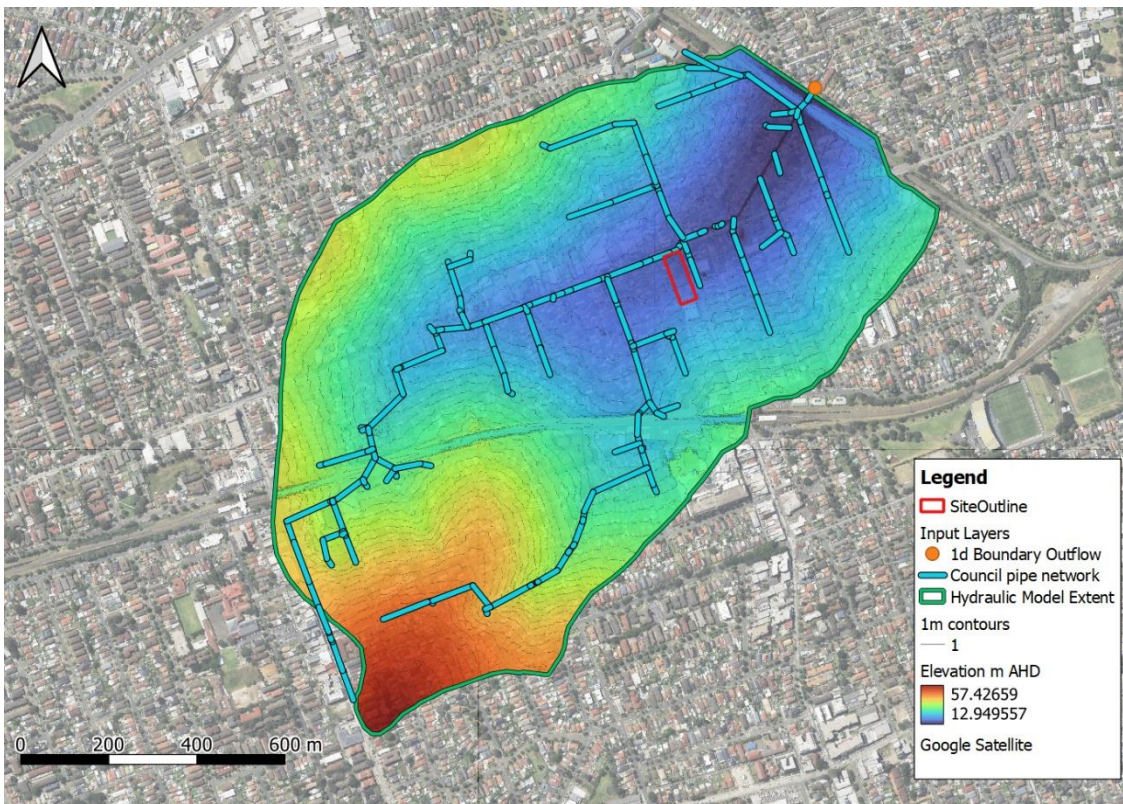 Legend
SiteOutline
Input Layers
1d Boundary Outflow
Council pipe network
Hydraulic Model Extent
1m contours
1
Elevation m AHD
57.42659
12.949557
Google Satellite
0 200 400 600 m